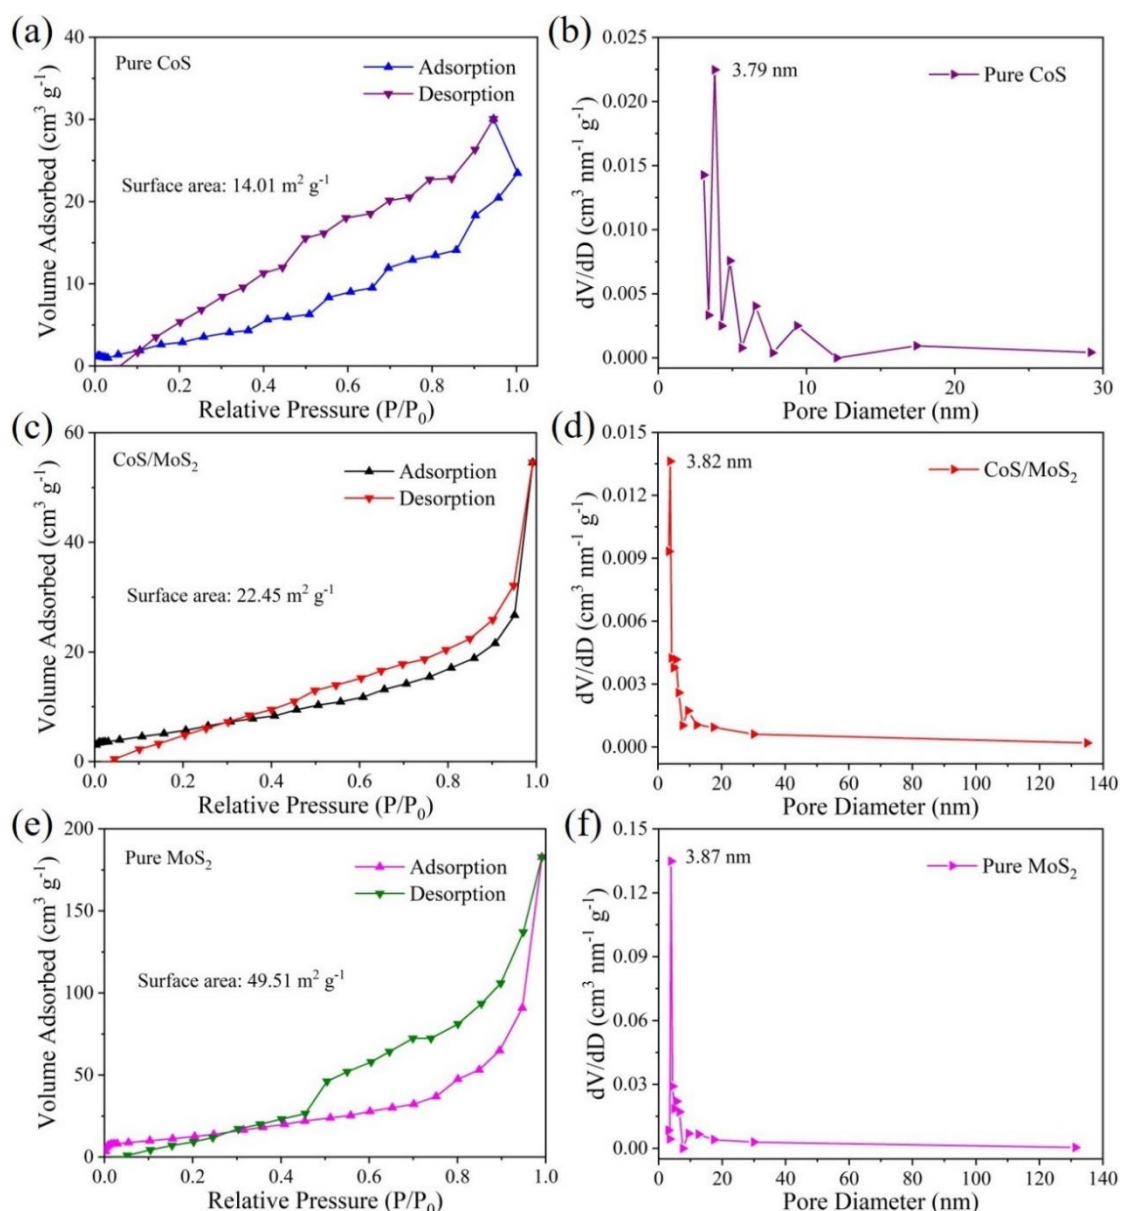 (a)
40
30
20
10
0
Volume Adsorbed (cm³ g⁻¹)
Pure CoS
Adsorption
Desorption
Surface area: 14.01 m² g⁻¹
0.0 0.2 0.4 0.6 0.8 1.0
Relative Pressure (P/P₀)
(b)
0.025
0.020
0.015
0.010
0.005
0.000
dV/dD (cm³ nm⁻¹ g⁻¹)
3.79 nm
Pure CoS
0 10 20 30
Pore Diameter (nm)
(c)
60
40
20
0
Volume Adsorbed (cm³ g⁻¹)
CoS/MoS₂
Adsorption
Desorption
Surface area: 22.45 m² g⁻¹
0.0 0.2 0.4 0.6 0.8 1.0
Relative Pressure (P/P₀)
(d)
0.015
0.012
0.009
0.006
0.003
0.000
dV/dD (cm³ nm⁻¹ g⁻¹)
3.82 nm
CoS/MoS₂
0 20 40 60 80 100 120 140
Pore Diameter (nm)
(e)
200
150
100
50
0
Volume Adsorbed (cm³ g⁻¹)
Pure MoS₂
Adsorption
Desorption
Surface area: 49.51 m² g⁻¹
0.0 0.2 0.4 0.6 0.8 1.0
Relative Pressure (P/P₀)
(f)
0.15
0.12
0.09
0.06
0.03
0.00
dV/dD (cm³ nm⁻¹ g⁻¹)
3.87 nm
Pure MoS₂
0 20 40 60 80 100 120 140
Pore Diameter (nm)